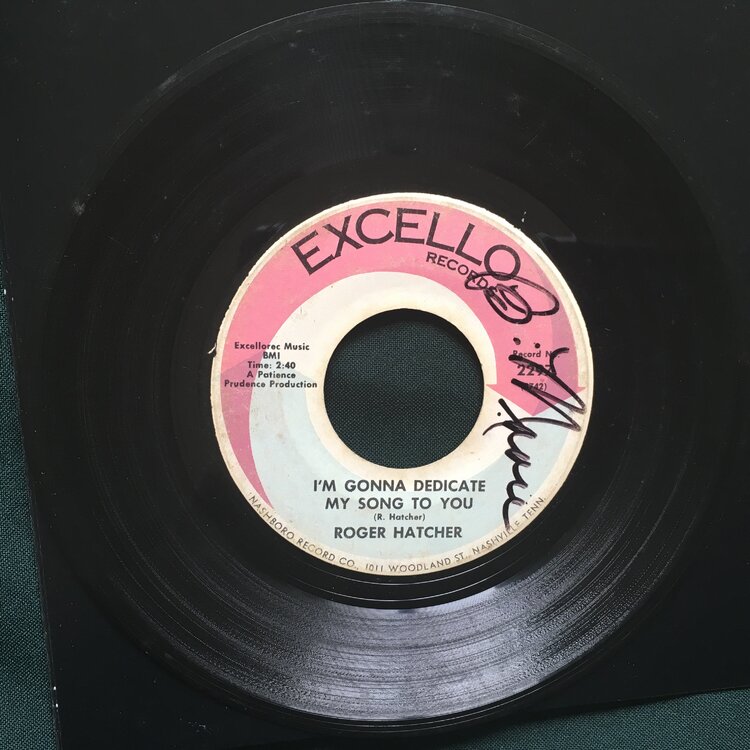 EXCELLO
RECORDS
Excellorec Music
BMI
Time: 2:40
A Patience
Prudence Production
Record
I'M GONNA DEDICATE
MY SONG TO YOU
(R. Hatcher)
ROGER HATCHER
NASHBORO RECORD CO., 1011 WOODLAND ST., NASHVILLE TENN.